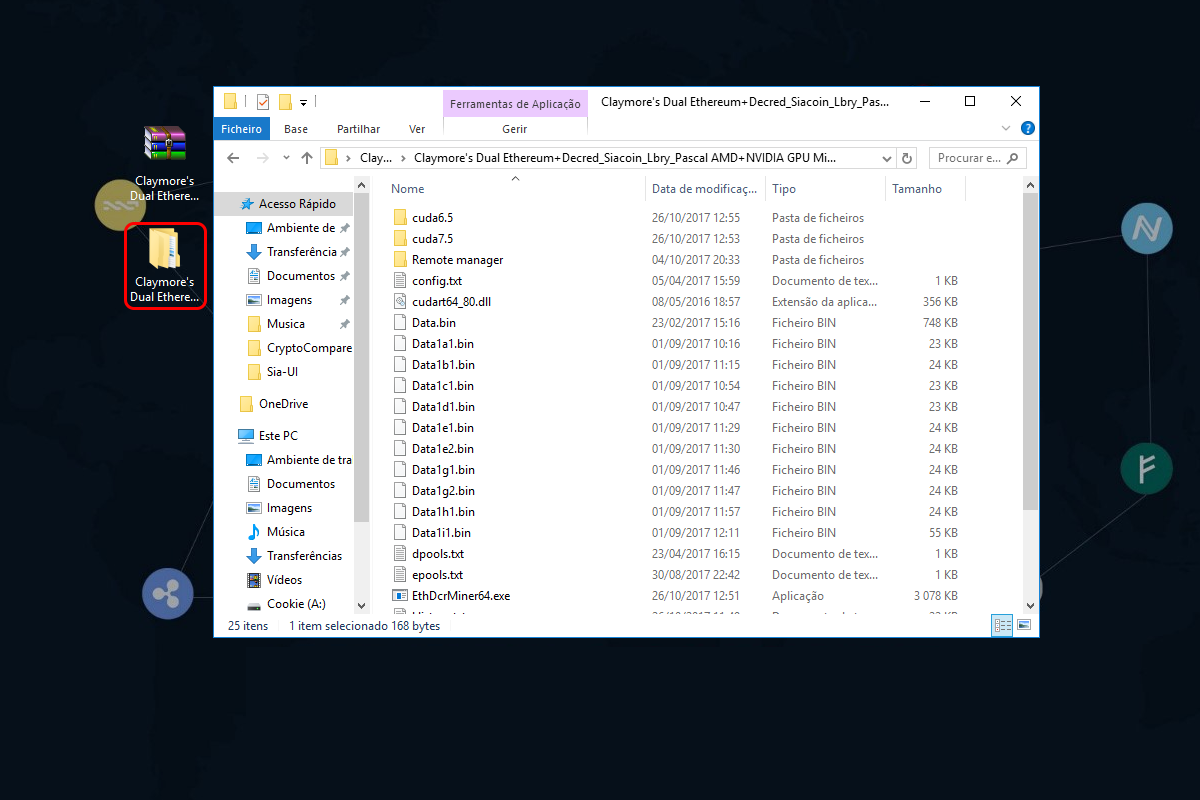 Claymore's
Dual Ethere...
Claymore's
Dual Ethere...
Ferramentas de Aplicação
Claymore's Dual Ethereum+Decred_Siacoin_Lbry_Pas...
Ficheiro
Base
Partilhar
Ver
Gerir
Clay...
Claymore's Dual Ethereum+Decred_Siacoin_Lbry_Pascal AMD+NVIDIA GPU Mi...
Procurar e...
Acesso Rápido
Ambiente de
Transferência
Documentos
Imagens
Musica
CryptoCompare
Sia-UI
OneDrive
Este PC
Ambiente de tra
Documentos
Imagens
Música
Transferências
Vídeos
Cookie (A:)
Nome Data de modificaç... Tipo Tamanho
cuda6.5 26/10/2017 12:55 Pasta de ficheiros
cuda7.5 26/10/2017 12:53 Pasta de ficheiros
Remote manager 04/10/2017 20:33 Pasta de ficheiros
config.txt 05/04/2017 15:59 Documento de tex... 1 KB
cudart64_80.dll 08/05/2016 18:57 Extensão da aplica... 356 KB
Data.bin 23/02/2017 15:16 Ficheiro BIN 748 KB
Data1a1.bin 01/09/2017 10:16 Ficheiro BIN 23 KB
Data1b1.bin 01/09/2017 11:15 Ficheiro BIN 24 KB
Data1c1.bin 01/09/2017 10:54 Ficheiro BIN 23 KB
Data1d1.bin 01/09/2017 10:47 Ficheiro BIN 23 KB
Data1e1.bin 01/09/2017 11:29 Ficheiro BIN 24 KB
Data1e2.bin 01/09/2017 11:30 Ficheiro BIN 24 KB
Data1g1.bin 01/09/2017 11:46 Ficheiro BIN 24 KB
Data1g2.bin 01/09/2017 11:47 Ficheiro BIN 24 KB
Data1h1.bin 01/09/2017 11:57 Ficheiro BIN 24 KB
Data1i1.bin 01/09/2017 12:11 Ficheiro BIN 55 KB
dpools.txt 23/04/2017 16:15 Documento de tex... 1 KB
epools.txt 30/08/2017 22:42 Documento de tex... 1 KB
EthDcrMiner64.exe 26/10/2017 12:51 Aplicação 3 078 KB
25 itens
1 item selecionado 168 bytes